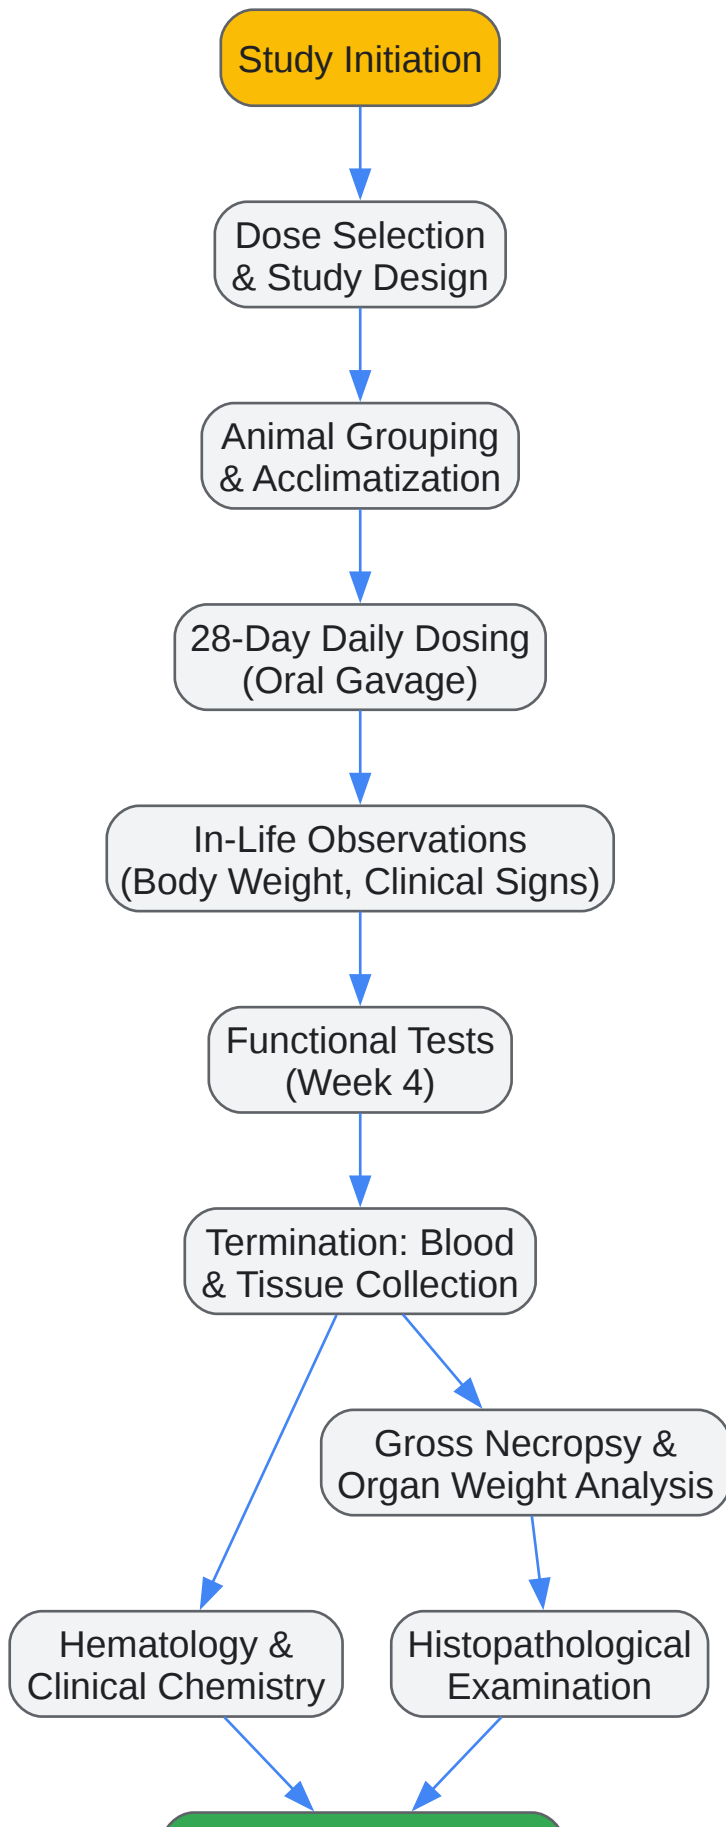 Study Initiation
Dose Selection
& Study Design
Animal Grouping
& Acclimatization
28-Day Daily Dosing
(Oral Gavage)
In-Life Observations
(Body Weight, Clinical Signs)
Functional Tests
(Week 4)
Termination: Blood
& Tissue Collection
Gross Necropsy &
Organ Weight Analysis
Hematology &
Clinical Chemistry
Histopathological
Examination